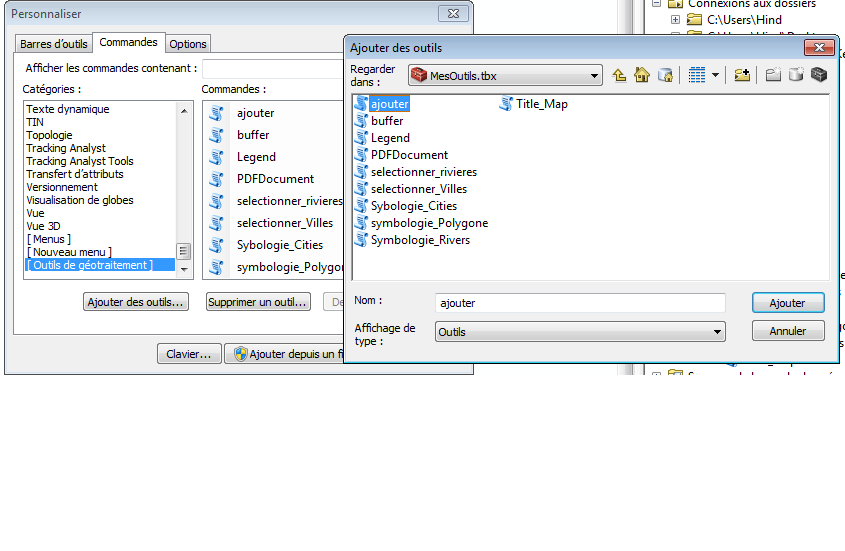 Personnaliser
Barres d'outils
Commandes
Options
Afficher les commandes contenant :
Catégories :
Commandes :
Texte dynamique
TIN
Topologie
Tracking Analyst
Tracking Analyst Tools
Transfert d'attributs
Versionnement
Visualisation de globes
Vue
Vue 3D
[ Menus ]
[ Nouveau menu ]
[ Outils de géotraitement ]
ajouter
buffer
Legend
PDFDocument
selectionner_rivieres
selectionner_Villes
Sybologie_Cities
symbologie_Polygon
Ajouter des outils...
Supprimer un outil...
De
Clavier...
Ajouter depuis un fi
Ajouter des outils
Regarder dans :
MesOutils.tbx
ajouter
buffer
Legend
PDFDocument
selectionner_rivieres
selectionner_Villes
Sybologie_Cities
symbologie_Polygone
Symbologie_Rivers
Title_Map
Nom :
ajouter
Ajouter
Affichage de type :
Outils
Annuler
Connexions aux dossiers
C:\Users\Hind